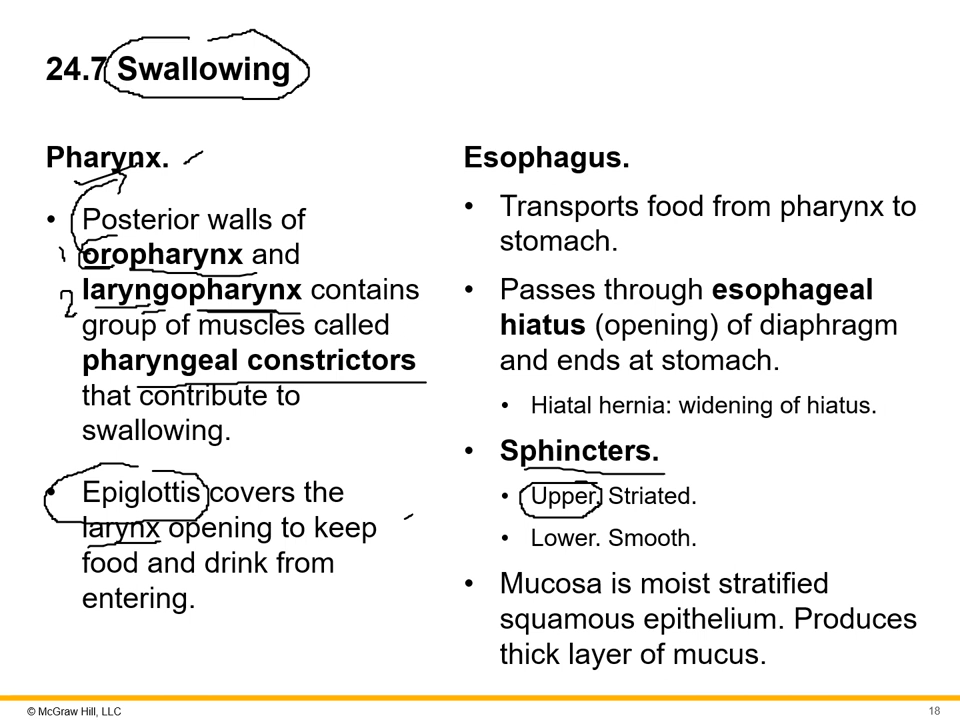 24.7 Swallowing
Pharynx.
• Posterior walls of
oropharynx and
laryngopharynx contains
2
group of muscles called
pharyngeal constrictors
that contribute to
swallowing.
• Epiglottis covers the
larynx opening to keep
food and drink from
entering.
Esophagus.
• Transports food from pharynx to
stomach.
• Passes through esophageal
hiatus (opening) of diaphragm
and ends at stomach.
• Hiatal hernia: widening of hiatus.
• Sphincters.
• Upper. Striated.
• Lower. Smooth.
• Mucosa is moist stratified
squamous epithelium. Produces
thick layer of mucus.
© McGraw Hill, LLC
18